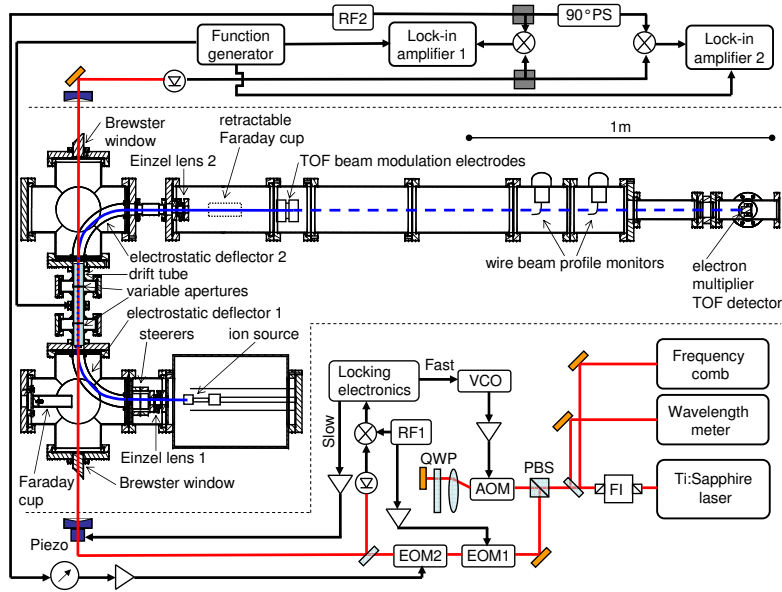 RF2
90°PS
Function
generator
Lock-in
amplifier 1
Lock-in
amplifier 2
Brewster
window
retractable
Faraday cup
1m
Einzel lens 2
TOF beam modulation electrodes
electrostatic deflector 2
drift tube
variable apertures
electrostatic deflector 1
steerers
ion source
wire beam profile monitors
electron
multiplier
TOF detector
Locking
electronics
Fast
VCO
Frequency
comb
Slow
Wavelength
meter
RF1
Einzel lens 1
Faraday
cup
Brewster window
QWP
PBS
AOM
FI
Ti:Sapphire
laser
Piezo
EOM2
EOM1